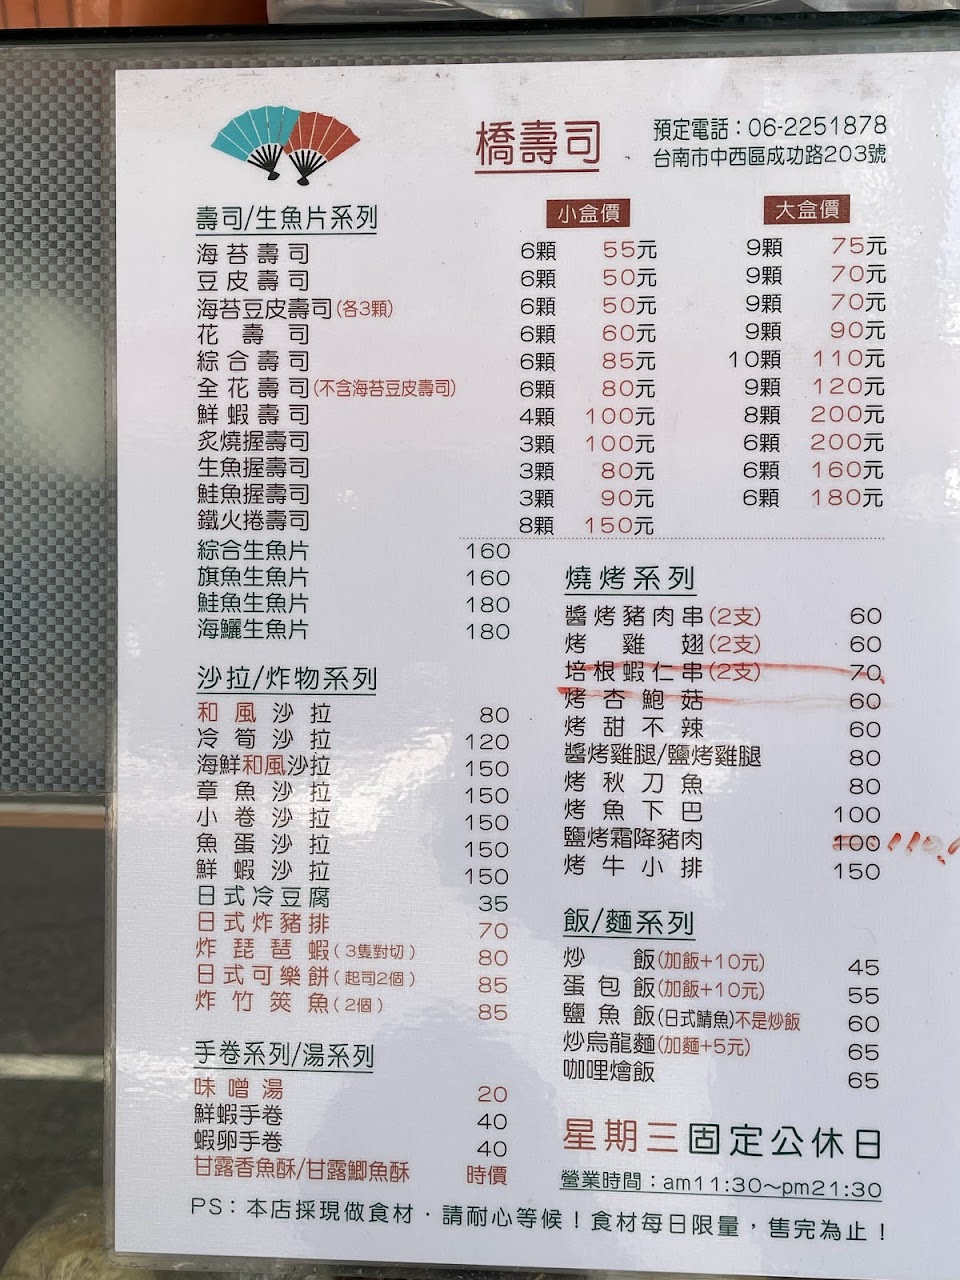 橋壽司
預定電話：06-2251878
台南市中西區成功路203號
壽司/生魚片系列 小盒價 大盒價
海苔壽司 6顆 55元 9顆 75元
豆皮壽司 6顆 50元 9顆 70元
海苔豆皮壽司(各3顆) 6顆 50元 9顆 70元
花壽司 6顆 60元 9顆 90元
綜合壽司 6顆 85元 10顆 110元
全花壽司(不含海苔豆皮壽司) 6顆 80元 9顆 120元
鮮蝦壽司 4顆 100元 8顆 200元
炙燒握壽司 3顆 100元 6顆 200元
生魚握壽司 3顆 80元 6顆 160元
鮭魚握壽司 3顆 90元 6顆 180元
鐵火捲壽司 8顆 150元
綜合生魚片 160
旗魚生魚片 160
鮭魚生魚片 180
海鱺生魚片 180
沙拉/炸物系列
和風沙拉 80
冷筍沙拉 120
海鮮和風沙拉 150
章魚沙拉 150
小卷沙拉 150
魚蛋沙拉 150
鮮蝦沙拉 150
日式冷豆腐 35
日式炸豬排 70
炸琵琶蝦(3隻對切) 80
日式可樂餅(起司2個) 85
炸竹筴魚(2個) 85
手卷系列/湯系列
味噌湯 20
鮮蝦手卷 40
蝦卵手卷 40
甘露香魚酥/甘露鯽魚酥 時價
燒烤系列
醬烤豬肉串(2支) 60
烤雞翅(2支) 60
培根蝦仁串(2支) 70
烤杏鮑菇 60
烤甜不辣 60
醬烤雞腿/鹽烤雞腿 80
烤秋刀魚 80
烤魚下巴 100
鹽烤霜降豬肉 100 110
烤牛小排 150
飯/麵系列
炒飯(加飯+10元) 45
蛋包飯(加飯+10元) 55
鹽魚飯(日式鯖魚)不是炒飯 60
炒烏龍麵(加麵+5元) 65
咖哩燴飯 65
星期三固定公休日
營業時間：am11:30～pm21:30
PS：本店採現做食材．請耐心等候！食材每日限量，售完為止！